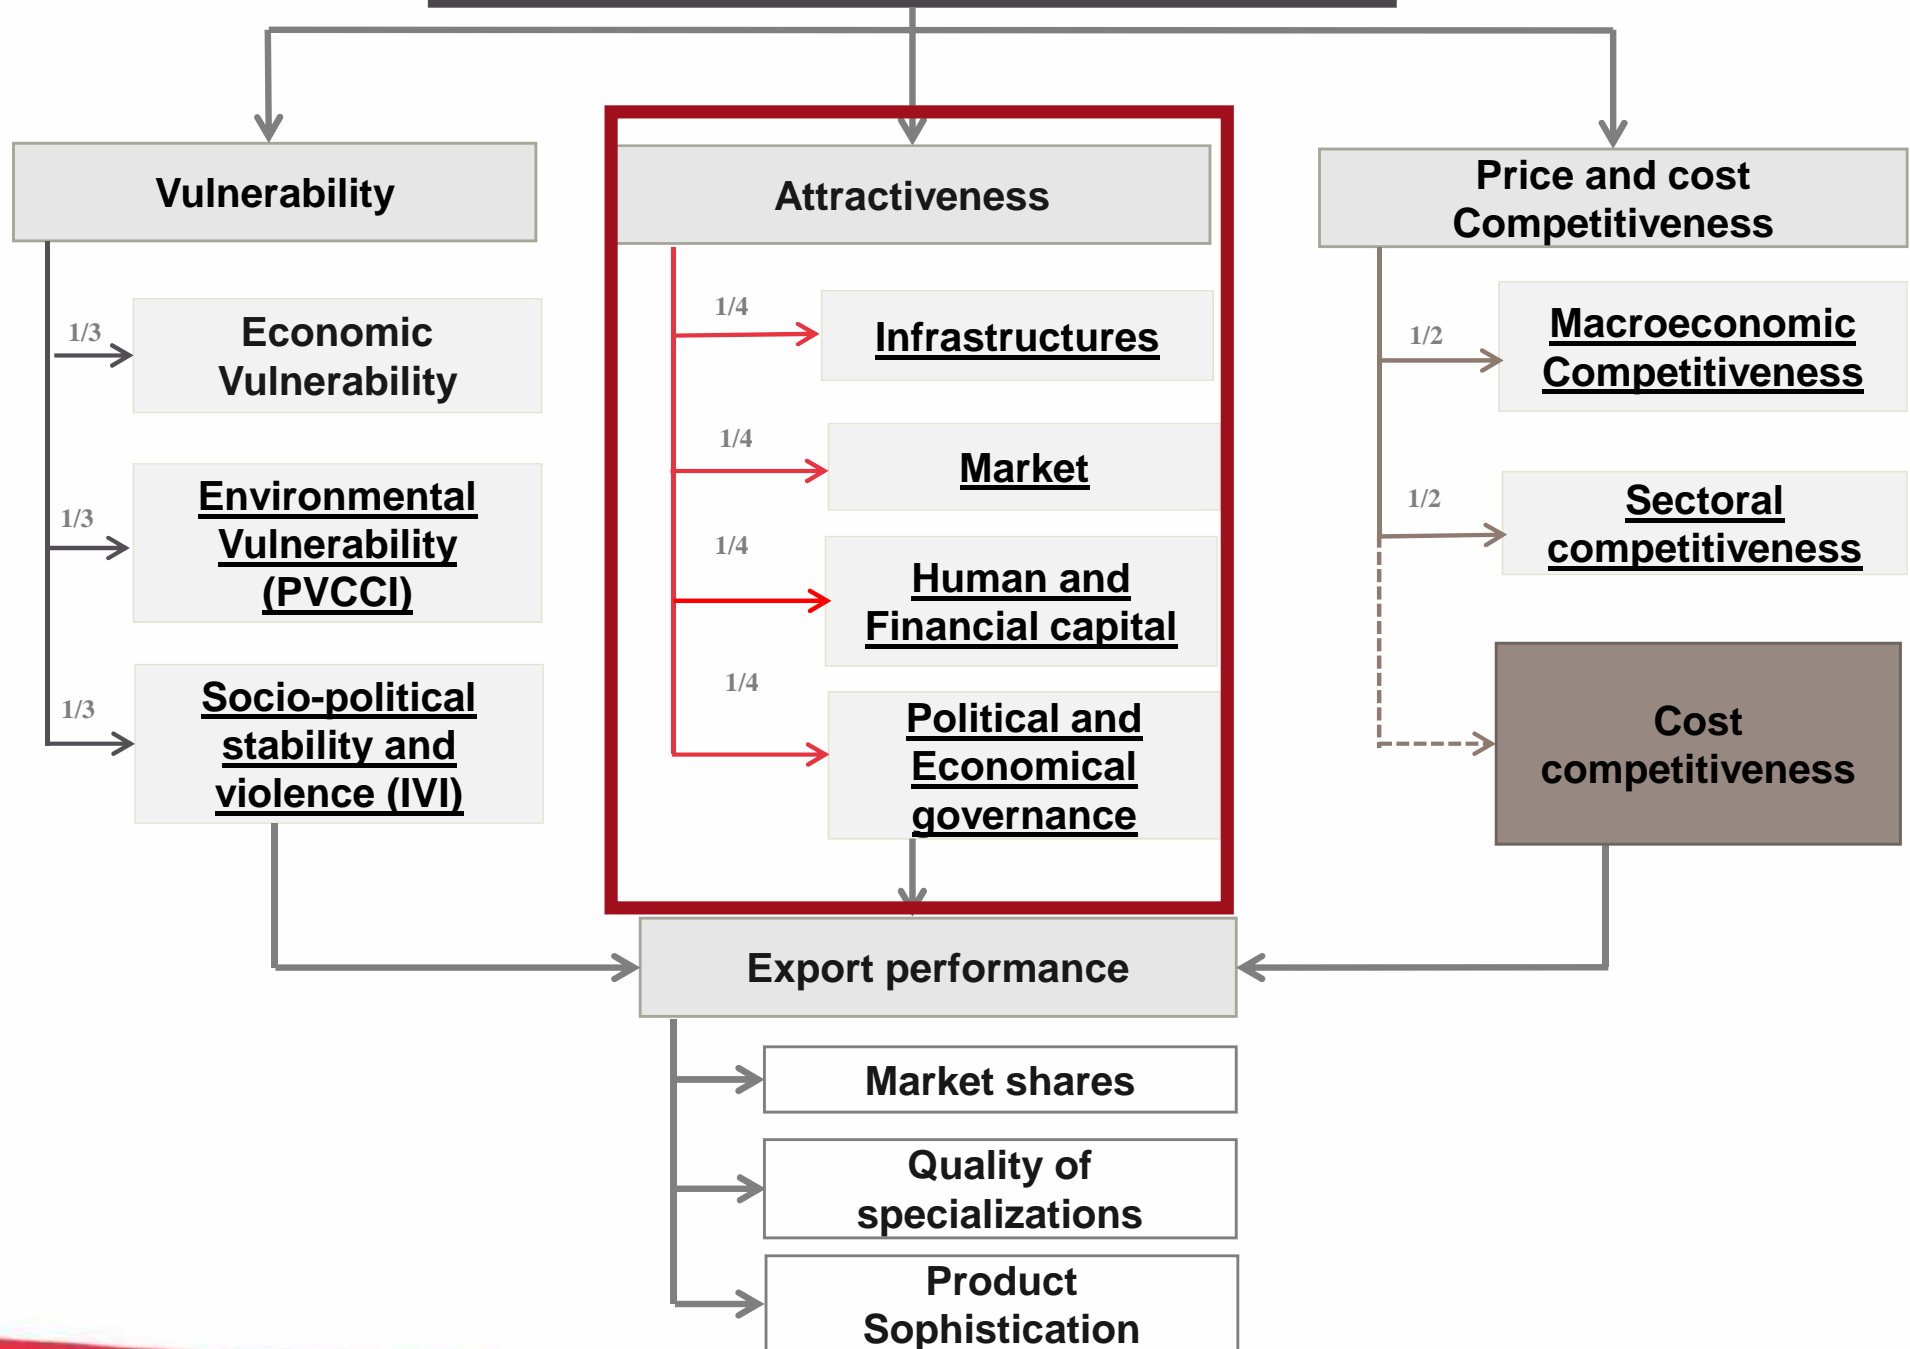 Vulnerability
1/3
Economic
Vulnerability
1/3
Environmental
Vulnerability
(PVCCI)
1/3
Socio-political
stability and
violence (IVI)
Attractiveness
1/4
Infrastructures
1/4
Market
1/4
Human and
Financial capital
1/4
Political and
Economical
governance
Price and cost
Competitiveness
1/2
Macroeconomic
Competitiveness
1/2
Sectoral
competitiveness
Cost
competitiveness
Export performance
Market shares
Quality of
specializations
Product
Sophistication